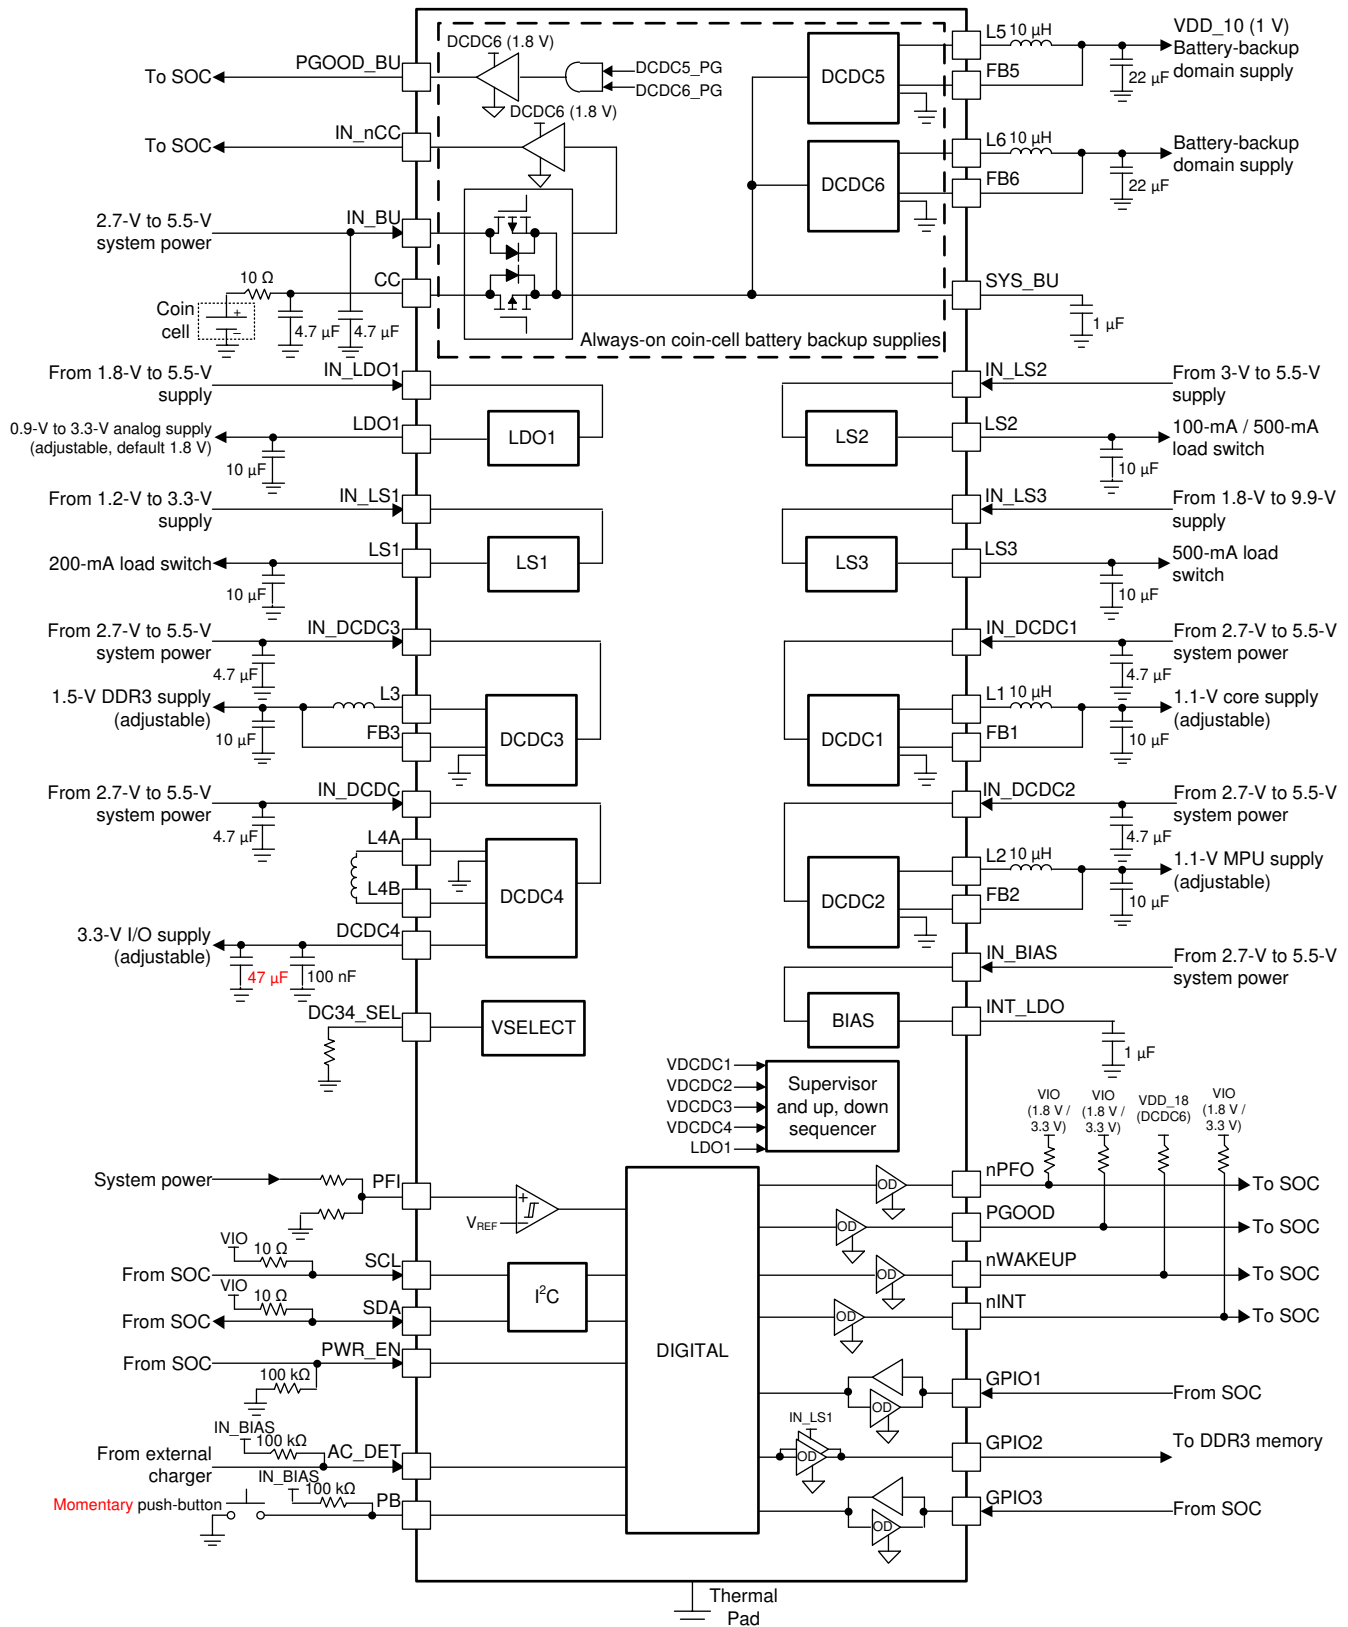 DCDC6 (1.8 V)
PGOOD_BU
To SOC
DCDC5_PG
DCDC6_PG
DCDC6 (1.8 V)
IN_nCC
To SOC
2.7-V to 5.5-V
system power
IN_BU
10 Ω
CC
Coin
cell
+
–
4.7 µF
4.7 µF
Always-on coin-cell battery backup supplies
DCDC5
L5
10 µH
FB5
22 µF
VDD_10 (1 V)
Battery-backup
domain supply
DCDC6
L6
10 µH
FB6
22 µF
Battery-backup
domain supply
SYS_BU
1 µF
From 1.8-V to 5.5-V
supply
IN_LDO1
0.9-V to 3.3-V analog supply
(adjustable, default 1.8 V)
LDO1
LDO1
10 µF
IN_LS2
From 3-V to 5.5-V
supply
LS2
LS2
100-mA / 500-mA
load switch
10 µF
From 1.2-V to 3.3-V
supply
IN_LS1
200-mA load switch
LS1
LS1
10 µF
IN_LS3
From 1.8-V to 9.9-V
supply
LS3
LS3
500-mA load
switch
10 µF
From 2.7-V to 5.5-V
system power
IN_DCDC3
4.7 µF
1.5-V DDR3 supply
(adjustable)
L3
10 µF
FB3
DCDC3
IN_DCDC1
From 2.7-V to 5.5-V
system power
4.7 µF
DCDC1
L1
10 µH
FB1
1.1-V core supply
(adjustable)
10 µF
From 2.7-V to 5.5-V
system power
IN_DCDC
4.7 µF
L4A
L4B
DCDC4
DCDC4
3.3-V I/O supply
(adjustable)
47 µF
100 nF
IN_DCDC2
From 2.7-V to 5.5-V
system power
4.7 µF
DCDC2
L2
10 µH
FB2
1.1-V MPU supply
(adjustable)
10 µF
DC34_SEL
VSELECT
IN_BIAS
From 2.7-V to 5.5-V
system power
BIAS
INT_LDO
1 µF
VDCDC1
VDCDC2
VDCDC3
VDCDC4
LDO1
Supervisor
and up, down
sequencer
VIO
(1.8 V /
3.3 V)
VIO
(1.8 V /
3.3 V)
VDD_18
(DCDC6)
VIO
(1.8 V /
3.3 V)
System power
PFI
+
–
VREF
VIO
10 Ω
From SOC
SCL
VIO
10 Ω
From SOC
SDA
I2C
From SOC
PWR_EN
100 kΩ
IN_BIAS
100 kΩ
From external
charger
AC_DET
IN_BIAS
100 kΩ
Momentary push-button
PB
DIGITAL
OD
nPFO
To SOC
OD
PGOOD
To SOC
OD
nWAKEUP
To SOC
OD
nINT
To SOC
OD
GPIO1
From SOC
IN_LS1
OD
GPIO2
To DDR3 memory
OD
GPIO3
From SOC
Thermal
Pad